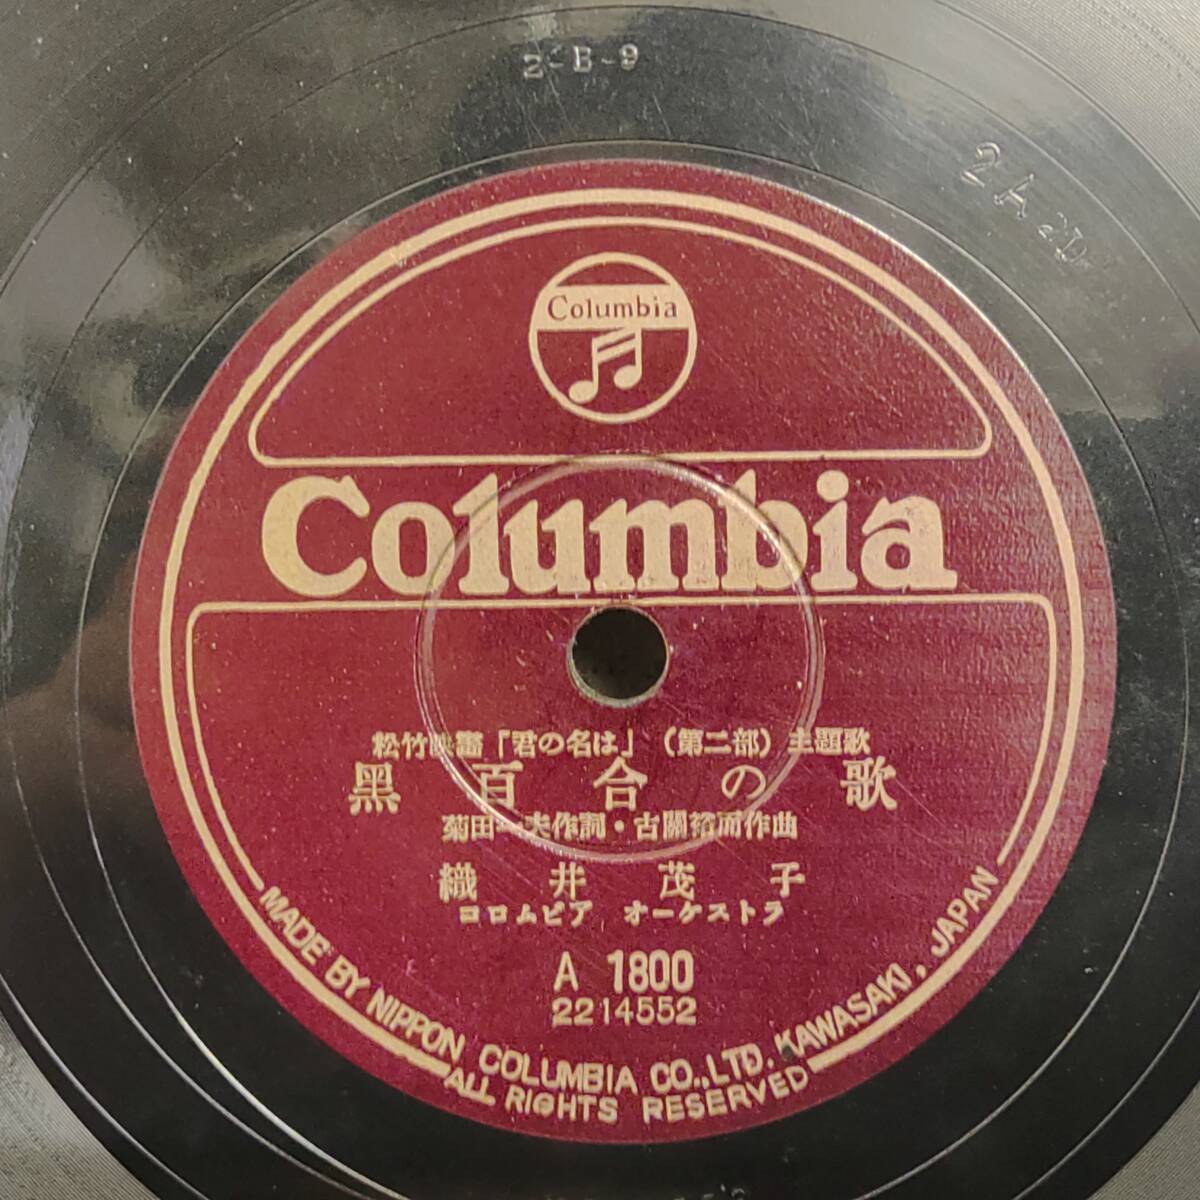 2-B-9
2A2D
Columbia
Columbia
松竹映畵「君の名は」(第二部)主題歌
黑百合の歌
菊田一夫作詞・古關裕而作曲
織井茂子
コロムビア オーケストラ
A 1800
2214552
MADE BY NIPPON COLUMBIA CO.,LTD. KAWASAKI, JAPAN
ALL RIGHTS RESERVED